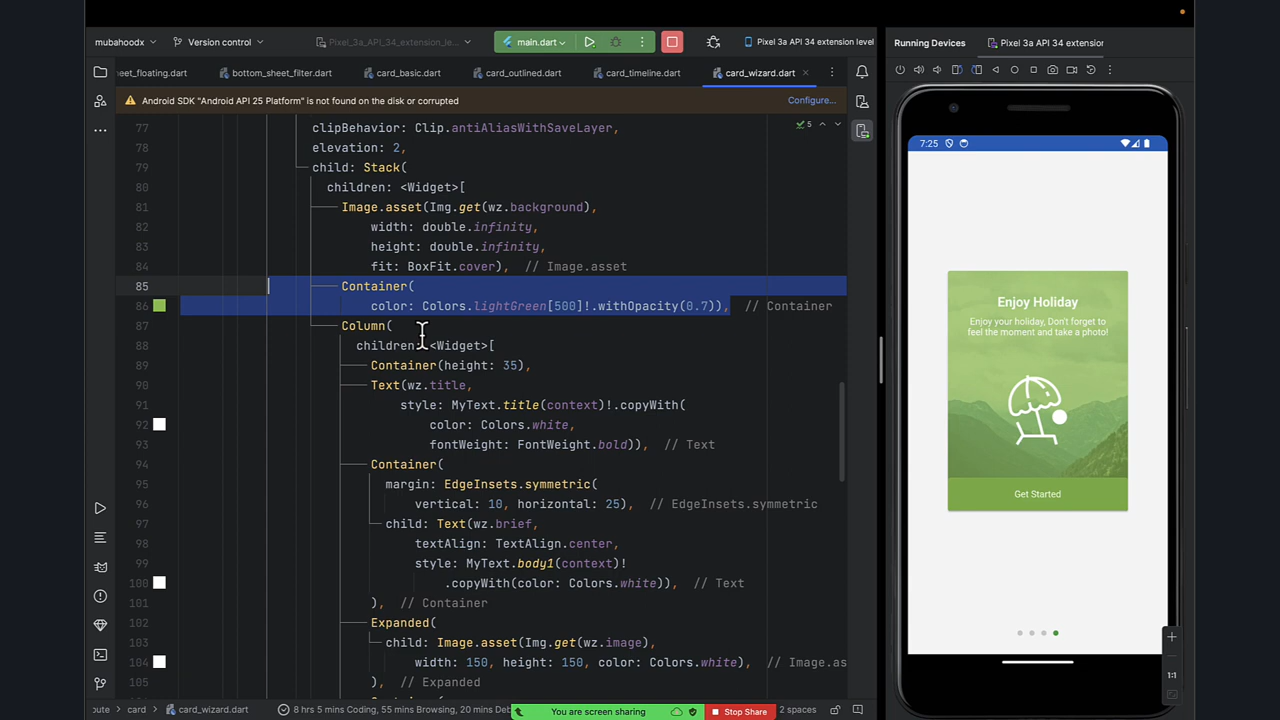 mubahoodx
Version control
Pixel_3a_API_34_extension_le...
main.dart
Pixel 3a API 34 extension level
Running Devices
Pixel 3a API 34 extension
eet_floating.dart
bottom_sheet_filter.dart
card_basic.dart
card_outlined.dart
card_timeline.dart
card_wizard.dart
Android SDK "Android API 25 Platform" is not found on the disk or corrupted
Configure...
5
77 clipBehavior: Clip.antiAliasWithSaveLayer,
78 elevation: 2,
79 child: Stack(
80 children: <Widget>[
81 Image.asset(Img.get(wz.background),
82 width: double.infinity,
83 height: double.infinity,
84 fit: BoxFit.cover), // Image.asset
85 Container(
86 color: Colors.lightGreen[500]!.withOpacity(0.7)), // Container
87 Column(
88 children: <Widget>[
89 Container(height: 35),
90 Text(wz.title,
91 style: MyText.title(context)!.copyWith(
92 color: Colors.white,
93 fontWeight: FontWeight.bold)), // Text
94 Container(
95 margin: EdgeInsets.symmetric(
96 vertical: 10, horizontal: 25), // EdgeInsets.symmetric
97 child: Text(wz.brief,
98 textAlign: TextAlign.center,
99 style: MyText.body1(context)!
100 .copyWith(color: Colors.white)), // Text
101 ), // Container
102 Expanded(
103 child: Image.asset(Img.get(wz.image),
104 width: 150, height: 150, color: Colors.white), // Image.as
105 ), // Expanded
7:25
Enjoy Holiday
Enjoy your holiday, Don't forget to
feel the moment and take a photo!
Get Started
1:1
oute > card > card_wizard.dart
8 hrs 5 mins Coding, 55 mins Browsing, 20 mins Deb
You are screen sharing
Stop Share
2 spaces